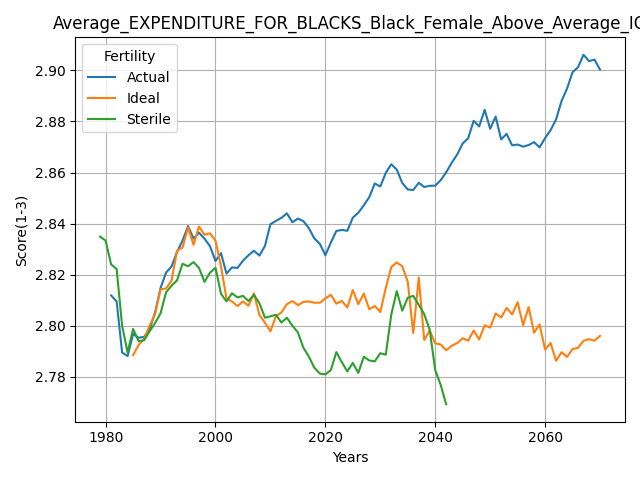 Average_EXPENDITURE_FOR_BLACKS_Black_Female_Above_Average_IQ
Fertility
Actual
Ideal
Sterile
2.90
2.88
2.86
2.84
2.82
2.80
2.78
Score(1-3)
1980
2000
2020
2040
2060
Years